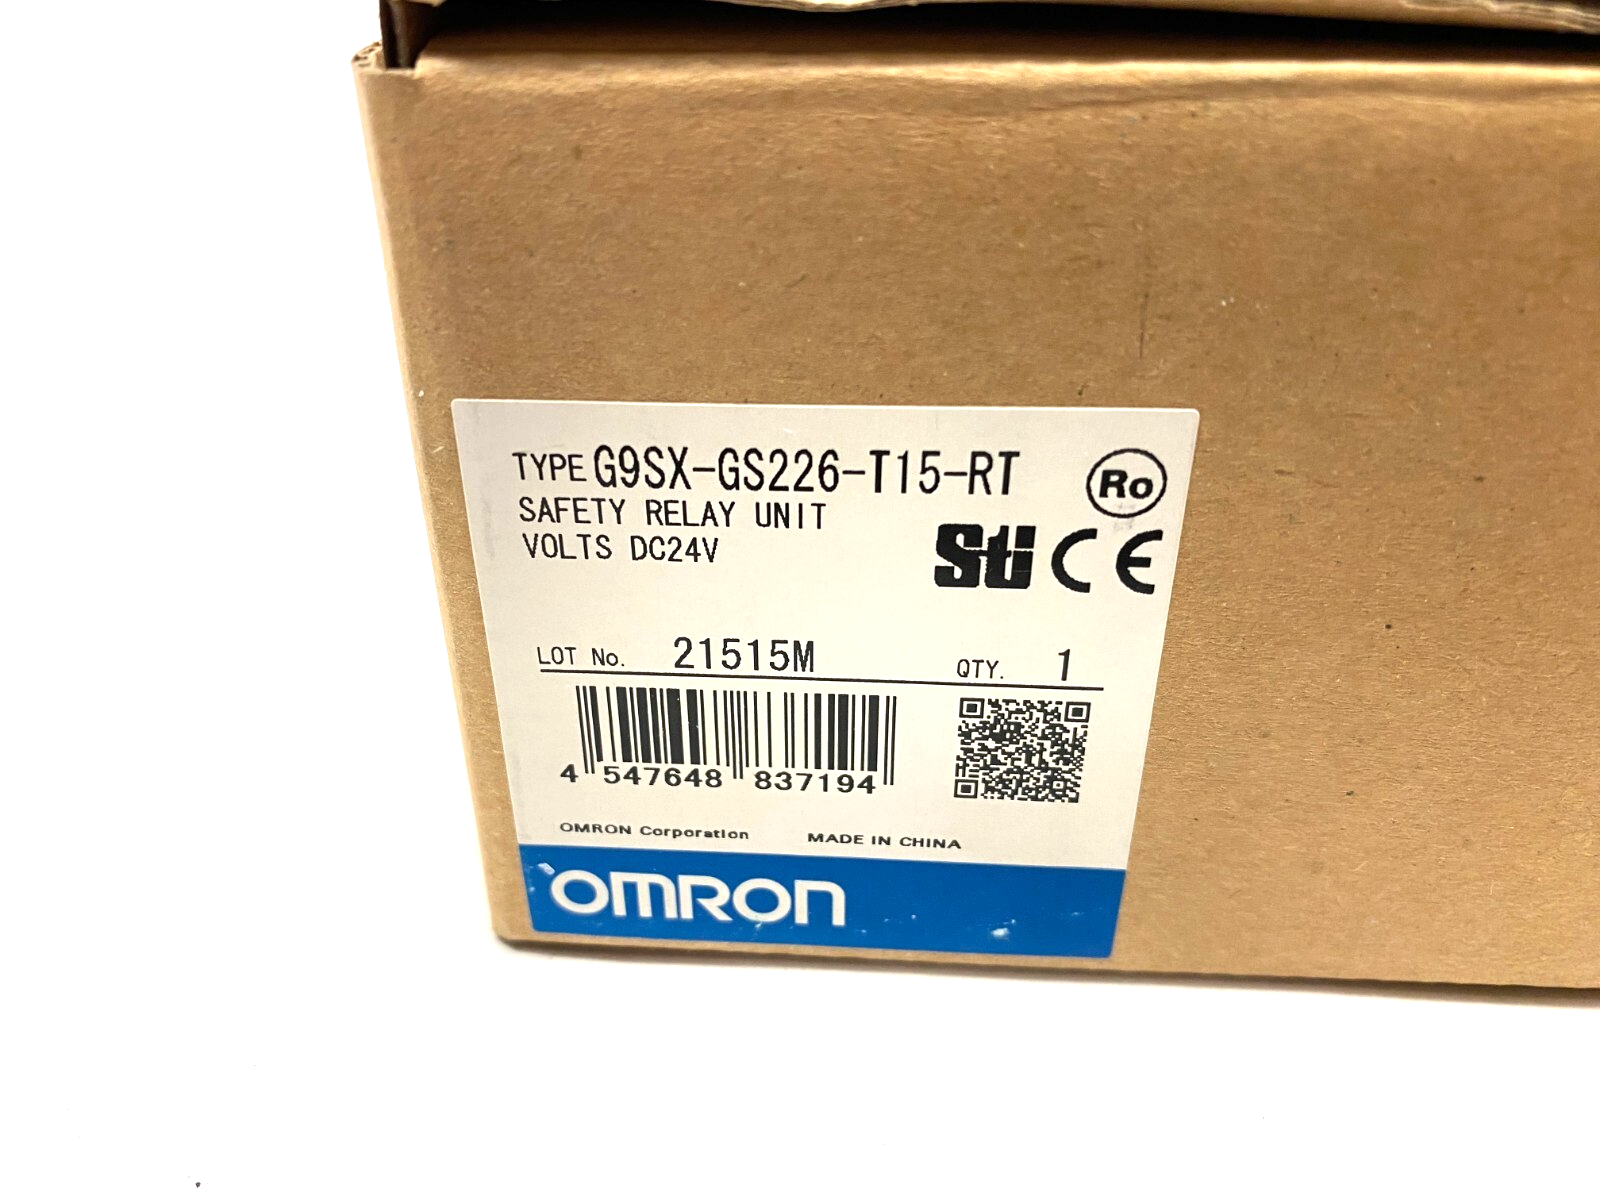 TYPE G9SX-GS226-T15-RT
Ro
SAFETY RELAY UNIT
VOLTS DC24V
Sti CE
LOT No. 21515M QTY. 1
4 547648 837194
OMRON Corporation MADE IN CHINA
OMRON